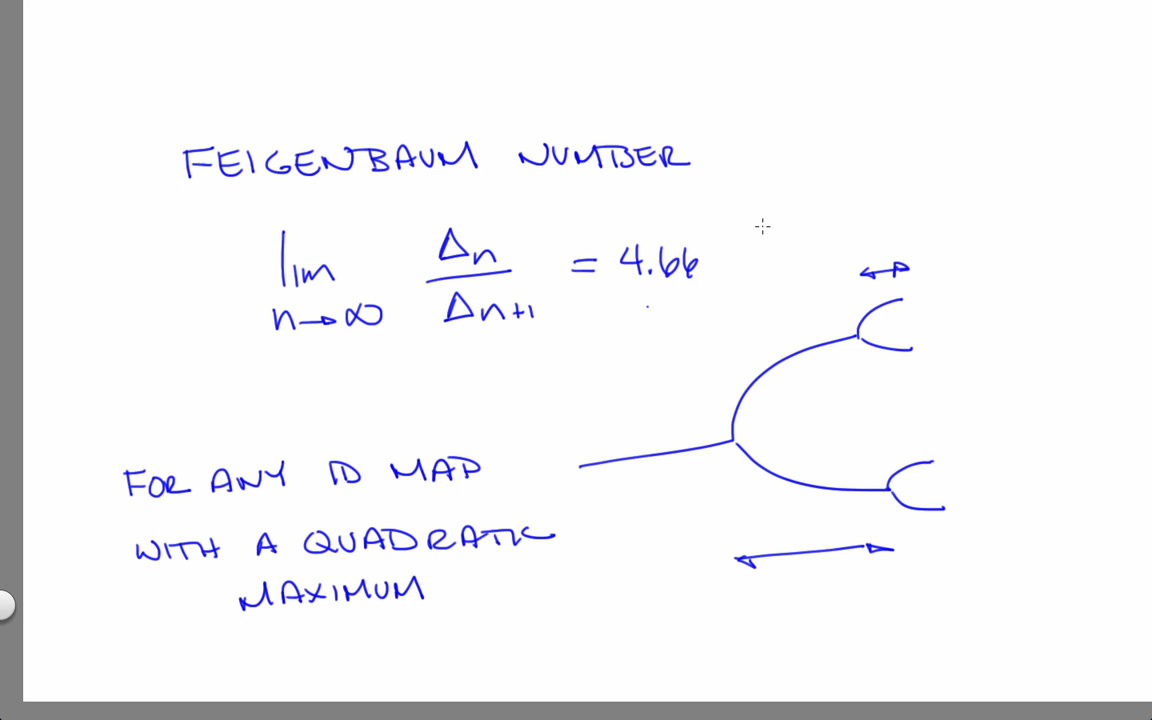 FEIGENBAUM NUMBER
lim n→∞ Δn / Δn+1 = 4.66
FOR ANY 1D MAP
WITH A QUADRATIC
MAXIMUM